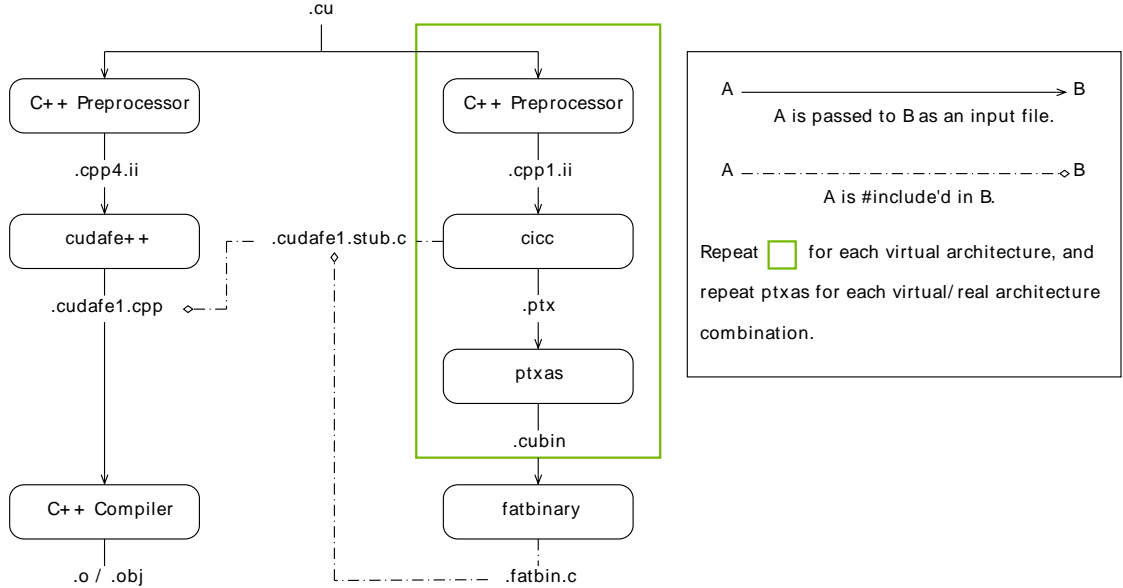 .cu
C++ Preprocessor
C++ Preprocessor
.cpp4.ii
.cpp1.ii
cudafe++
.cudafe1.stub.c
cicc
.cudafe1.cpp
.ptx
ptxas
.cubin
C++ Compiler
fatbinary
.o / .obj
.fatbin.c
A
B
A is passed to B as an input file.
A
B
A is #include'd in B.
Repeat for each virtual architecture, and
repeat ptxas for each virtual/real architecture
combination.